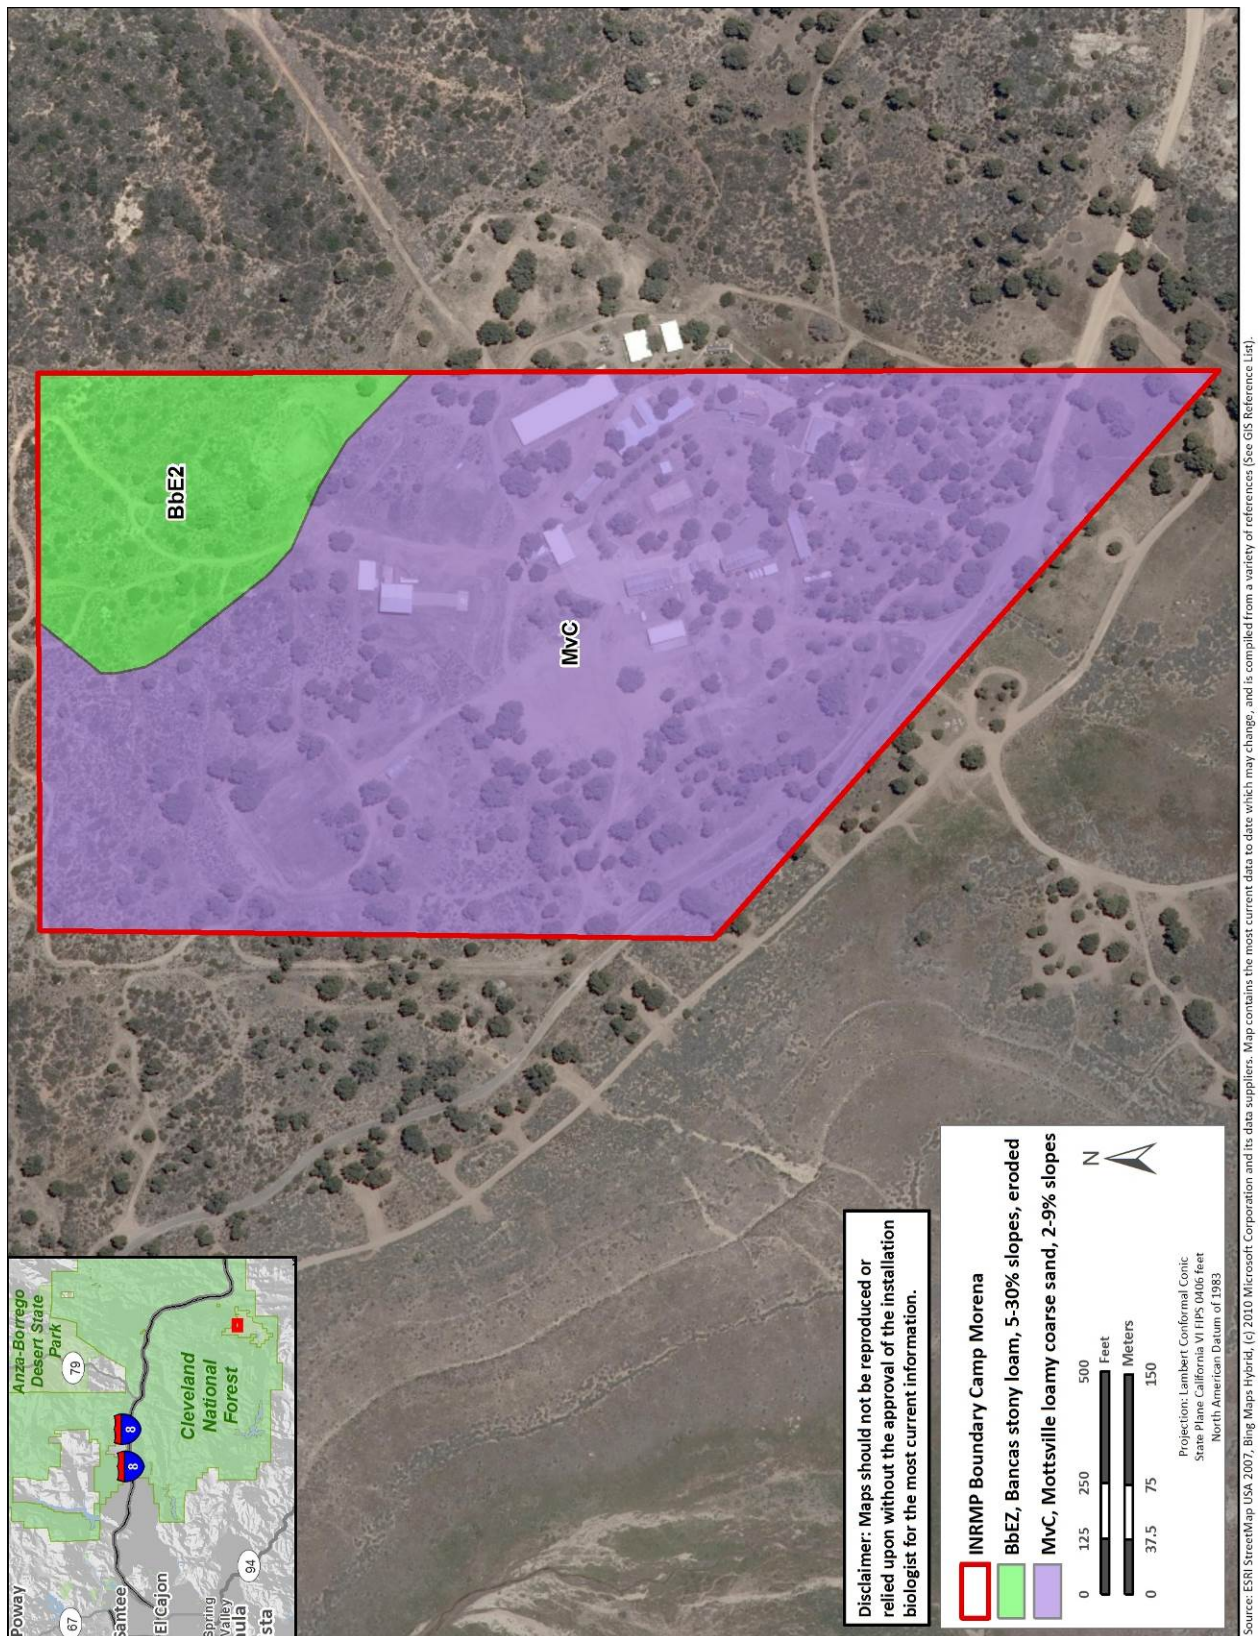 Poway
67
Santee
El Cajon
Spring
Valley
ula
sta
94
8
8
79
Anza-Borrego
Desert State
Park
Cleveland
National
Forest
BbE2
MvC
Disclaimer: Maps should not be reproduced or
relied upon without the approval of the installation
biologist for the most current information.
INRMP Boundary Camp Morena
BbEZ, Bancas stony loam, 5-30% slopes, eroded
MvC, Mottsville loamy coarse sand, 2-9% slopes
0 125 250 500
Feet
Meters
0 37.5 75 150
N
Projection: Lambert Conformal Conic
State Plane California VI FIPS 0406 feet
North American Datum of 1983
Source: ESRI StreetMap USA 2007, Bing Maps Hybrid, (c) 2010 Microsoft Corporation and its data suppliers. Map contains the most current data to date which may change, and is compiled from a variety of references (See GIS Reference List).